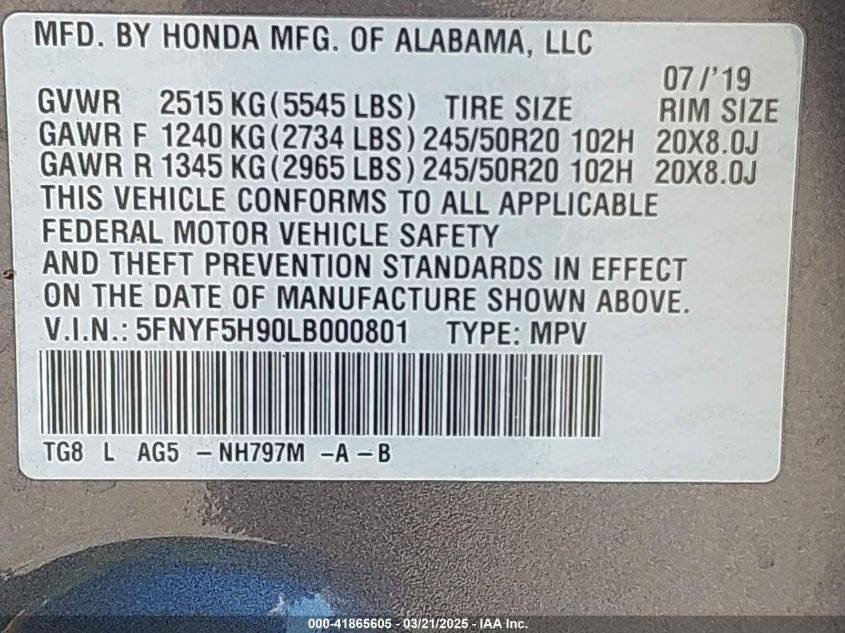 MFD. BY HONDA MFG. OF ALABAMA, LLC
07/'19
GVWR 2515 KG (5545 LBS) TIRE SIZE RIM SIZE
GAWR F 1240 KG (2734 LBS) 245/50R20 102H 20X8.0J
GAWR R 1345 KG (2965 LBS) 245/50R20 102H 20X8.0J
THIS VEHICLE CONFORMS TO ALL APPLICABLE
FEDERAL MOTOR VEHICLE SAFETY
AND THEFT PREVENTION STANDARDS IN EFFECT
ON THE DATE OF MANUFACTURE SHOWN ABOVE.
V.I.N.: 5FNYF5H90LB000801 TYPE: MPV
TG8 L AG5 - NH797M - A - B
000-41865605 - 03/21/2025 - IAA Inc.